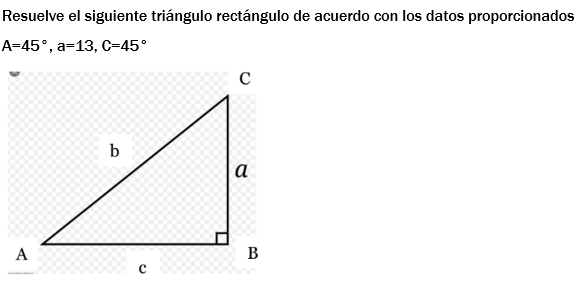 Resuelve el siguiente triángulo rectángulo de acuerdo con los datos proporcionados
A=45°, a=13, C=45°
C
b
a
A
B
c